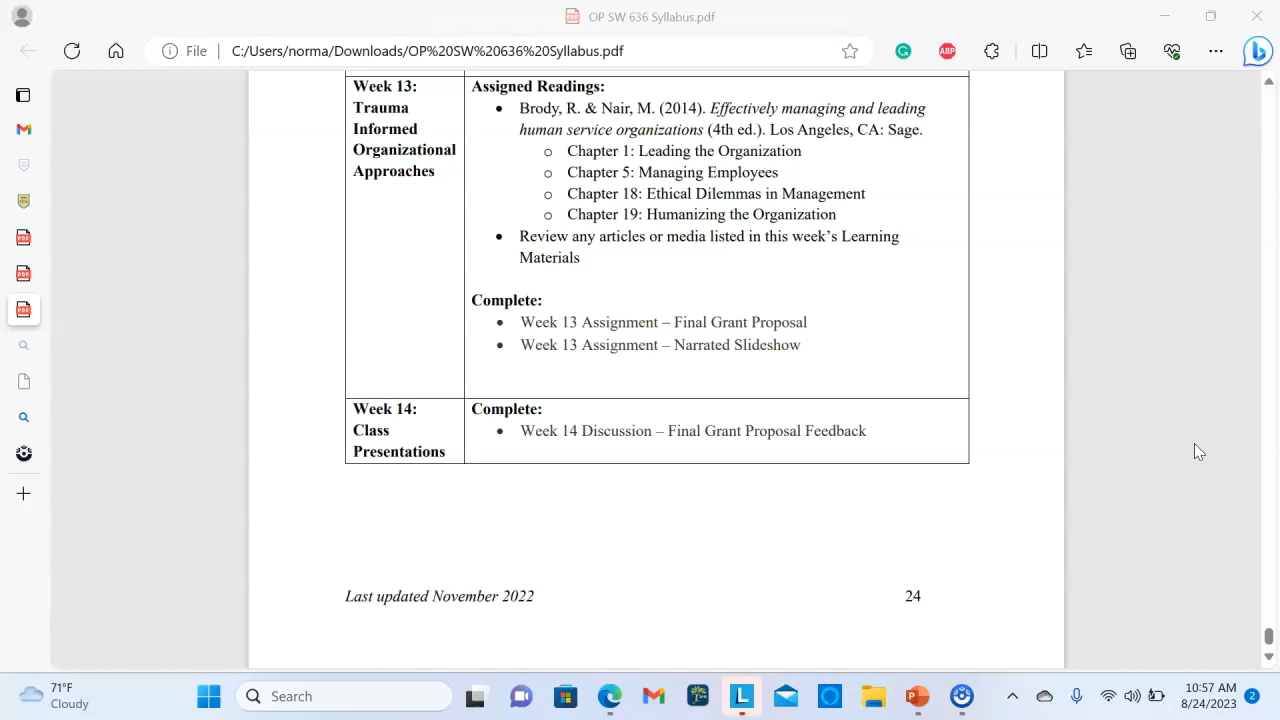 OP SW 636 Syllabus.pdf
File
C:/Users/norma/Downloads/OP%20SW%20636%20Syllabus.pdf
ABP
Week 13:
Trauma
Informed
Organizational
Approaches
Assigned Readings:
• Brody, R. & Nair, M. (2014). Effectively managing and leading
human service organizations (4th ed.). Los Angeles, CA: Sage.
o Chapter 1: Leading the Organization
o Chapter 5: Managing Employees
o Chapter 18: Ethical Dilemmas in Management
o Chapter 19: Humanizing the Organization
• Review any articles or media listed in this week’s Learning
Materials
Complete:
• Week 13 Assignment – Final Grant Proposal
• Week 13 Assignment – Narrated Slideshow
Week 14:
Class
Presentations
Complete:
• Week 14 Discussion – Final Grant Proposal Feedback
Last updated November 2022
24
71°F
Cloudy
Search
10:57 AM
8/24/2023
2